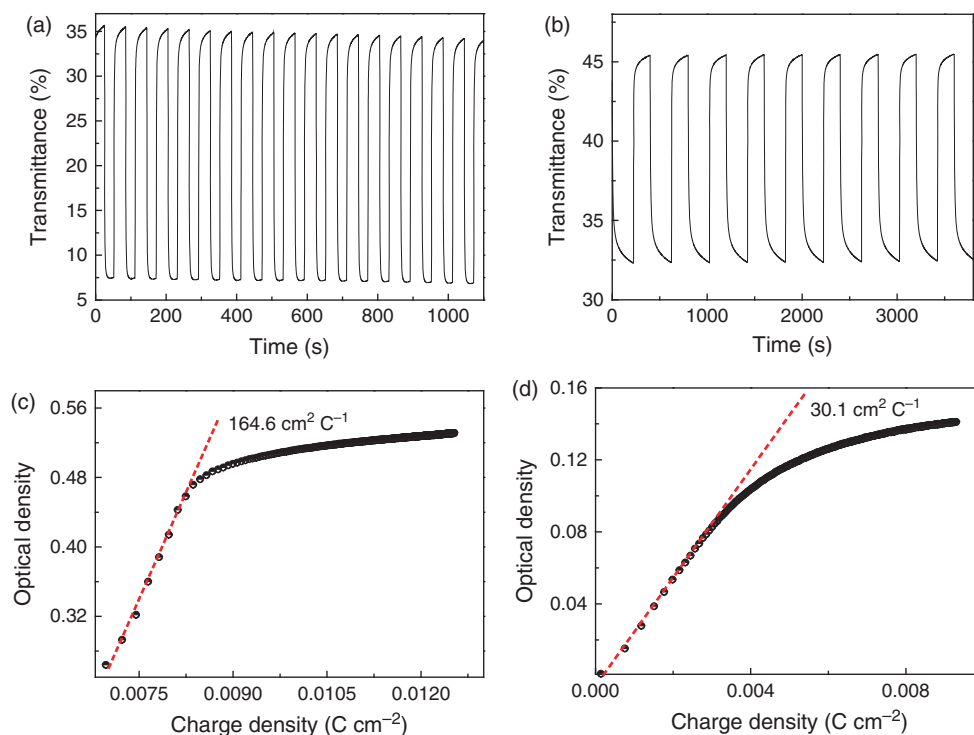 (a)
Transmittance (%)
35
30
25
20
15
10
5
0 200 400 600 800 1000
Time (s)
(b)
Transmittance (%)
45
40
35
30
0 1000 2000 3000
Time (s)
(c)
164.6 cm² C⁻¹
Optical density
0.56
0.48
0.40
0.32
0.0075 0.0090 0.0105 0.0120
Charge density (C cm⁻²)
(d)
30.1 cm² C⁻¹
Optical density
0.16
0.12
0.08
0.04
0.000 0.004 0.008
Charge density (C cm⁻²)